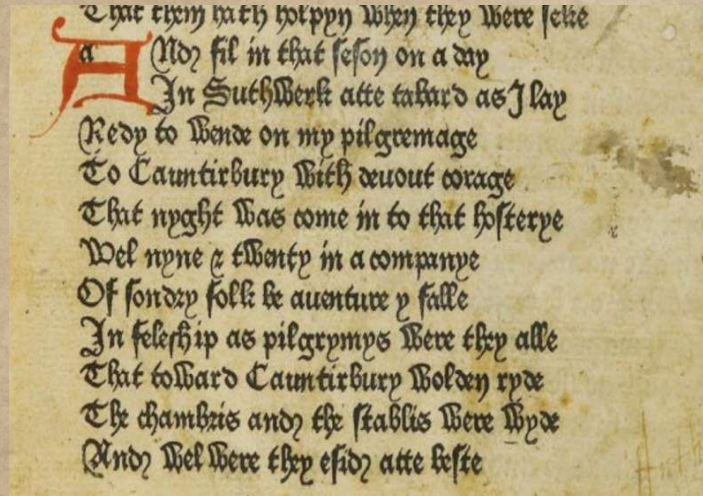 That them hath holpyn when they were seke
ANd fil in that seson on a day
In Suthwerk atte tabard as I lay
Redy to wende on my pilgremage
To Cauntirbury with deuout corage
That nyght was come in to that hosterye
Wel nyne & twenty in a companye
Of sondry folk be auenture y falle
In feleship as pilgrymys were they alle
That toward Cauntirbury wolden ryde
The chambris and the stablis were wyde
And wel were they esid atte beste